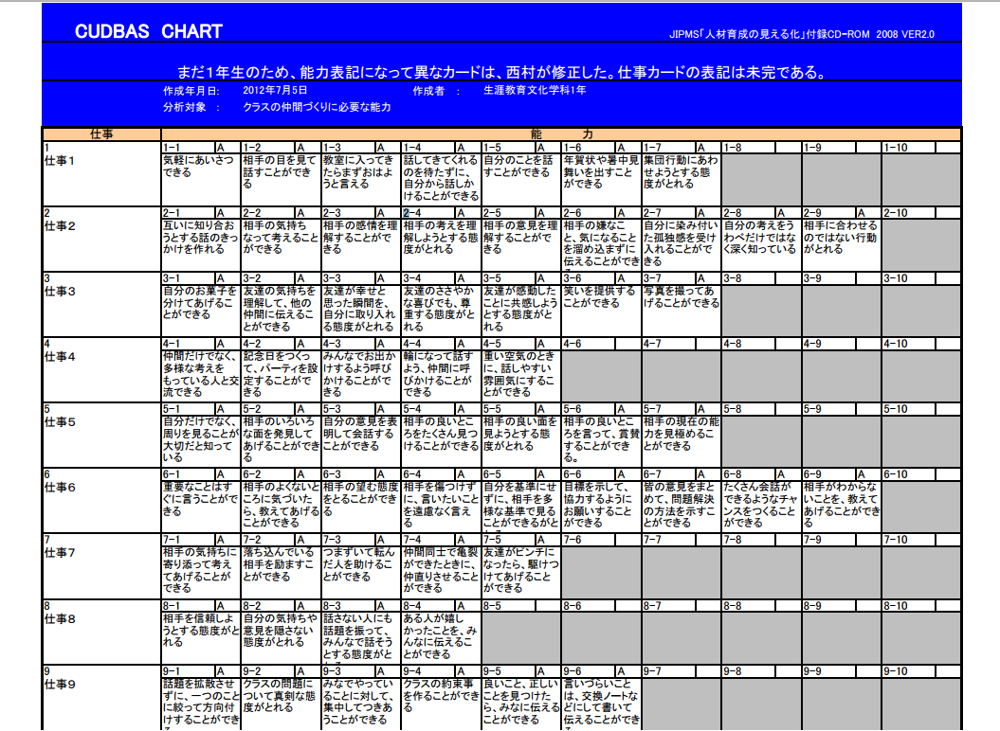 CUDBAS CHART
JIPMS「人材育成の見える化」付録CD-ROM 2008 VER2.0
まだ1年生のため、能力表記になって異なカードは、西村が修正した。仕事カードの表記は未完である。
作成年月日: 2012年7月5日 作成者 : 生涯教育文化学科1年
分析対象 : クラスの仲間づくりに必要な能力
仕事 能 力
1 1-1 A 1-2 A 1-3 A 1-4 A 1-5 A 1-6 A 1-7 A 1-8 1-9 1-10
仕事1
気軽にあいさつ
できる
相手の目を見て
話すことができ
る
教室に入ってき
たらまずおはよ
うと言える
話してきてくれる
のを待たずに、
自分から話しか
けることができる
自分のことを話
すことができる
年賀状や暑中見
舞いを出すこと
ができる
集団行動にあわ
せようとする態
度がとれる
2 2-1 A 2-2 A 2-3 A 2-4 A 2-5 A 2-6 A 2-7 A 2-8 A 2-9 A 2-10
仕事2
互いに知り合お
うとする話のきっ
かけを作れる
相手の気持ち
なって考えること
ができる
相手の感情を理
解することがで
きる
相手の考えを理
解しようとする態
度がとれる
相手の意見を理
解することがで
きる
相手の嫌なこ
と、気になること
を溜め込まずに
伝えることができ
自分に染み付い
た孤独感を受け
入れることがで
きる
自分の考えをう
わべだけではな
く深く知っている
相手に合わせる
のではない行動
がとれる
3 3-1 A 3-2 A 3-3 A 3-4 A 3-5 A 3-6 A 3-7 A 3-8 3-9 3-10
仕事3
自分のお菓子を
分けてあげるこ
とができる
友達の気持ちを
理解して、他の
仲間に伝えるこ
とができる
友達が幸せと
思った瞬間を、
自分に取り入れ
る態度がとれる
友達のささやか
な喜びでも、尊
重する態度がと
れる
友達が感動した
ことに共感しよう
とする態度がと
れる
笑いを提供する
ことができる
写真を撮ってあ
げることができる
4 4-1 A 4-2 A 4-3 A 4-4 A 4-5 A 4-6 4-7 4-8 4-9 4-10
仕事4
仲間だけでなく、
多様な考えを
もっている人と交
流できる
記念日をつくっ
て、パーティを設
定することがで
きる
みんなでお出か
けするよう呼び
かけることがで
きる
輪になって話す
よう、仲間に呼
びかけることが
できる
重い空気のとき
に、話しやすい
雰囲気にするこ
とができる
5 5-1 A 5-2 A 5-3 A 5-4 A 5-5 A 5-6 A 5-7 A 5-8 5-9 5-10
仕事5
自分だけでなく、
周りを見ることが
大切だと知って
いる
相手のいろいろ
な面を発見して
あげることができ
る
自分の意見を表
明して会話する
ことができる
相手の良いとこ
ろをたくさん見つ
けることができる
相手の良い面を
見ようとする態
度がとれる
相手の良いとこ
ろを言って、賞賛
することができ
る。
相手の現在の能
力を見極めるこ
とができる
6 6-1 A 6-2 A 6-3 A 6-4 A 6-5 A 6-6 A 6-7 A 6-8 A 6-9 A 6-10
仕事6
重要なことはす
ぐに言うことがで
きる
相手のよくないと
ころに気づいた
ら、教えてあげる
ことができる
相手の望む態度
をとることができ
る
相手を傷つけず
に、言いたいこと
を遠慮なく言え
る
自分を基準にせ
ずに、相手を多
様な基準で見る
ことができるがと
目標を示して、
協力するように
お願いすること
ができる
皆の意見をまと
めて、問題解決
の方法を示すこ
とができる
たくさん会話が
できるようなチャ
ンスをつくること
ができる
相手がわからな
いことを、教えて
あげることができ
る
7 7-1 A 7-2 A 7-3 A 7-4 A 7-5 A 7-6 7-7 7-8 7-9 7-10
仕事7
相手の気持ちに
寄り添って考え
てあげることが
できる
落ち込んでいる
相手を励ますこ
とができる
つまずいて転ん
だ人を助けるこ
とができる
仲間同士で亀裂
ができたときに、
仲直りさせること
ができる
友達がピンチに
なったら、駆けつ
けてあげること
ができる
8 8-1 A 8-2 A 8-3 A 8-4 A 8-5 8-6 8-7 8-8 8-9 8-10
仕事8
相手を信頼しよ
うとする態度がと
れる
自分の気持ちや
意見を隠さない
態度がとれる
話さない人にも
話題を振って、
みんなで話そう
とする態度がと
ある人が嬉し
かったことを、み
んなに伝えるこ
とができる
9 9-1 A 9-2 A 9-3 A 9-4 A 9-5 A 9-6 A 9-7 9-8 9-9 9-10
仕事9
話題を拡散させ
ずに、一つのこと
に絞って方向付
けすることができ
クラスの問題に
ついて真剣な態
度がとれる
みなでやってい
ることに対して、
集中してつきあ
うことができる
クラスの約束事
を作ることができ
る
良いこと、正しい
ことを見つけた
ら、みなに伝える
ことができる
言いづらいこと
は、交換ノートな
どにして書いて
伝えることができ